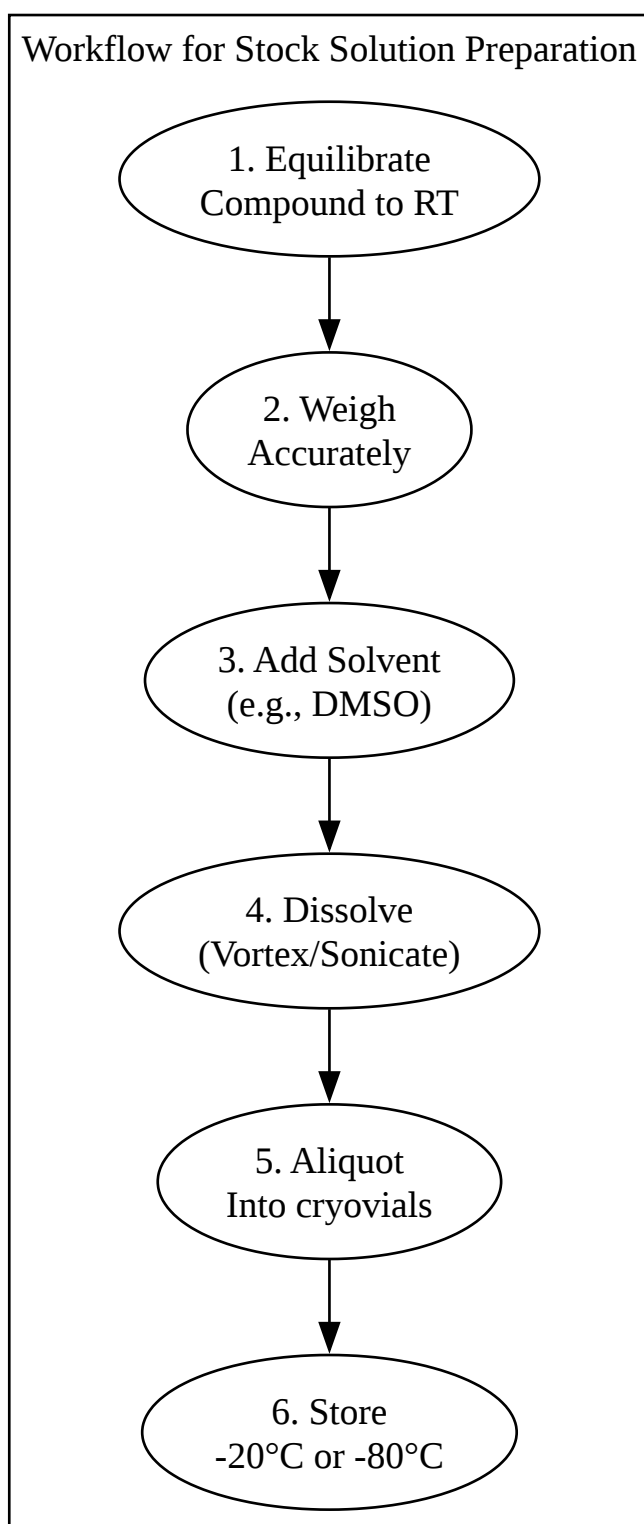 Workflow for Stock Solution Preparation
1. Equilibrate
Compound to RT
2. Weigh
Accurately
3. Add Solvent
(e.g., DMSO)
4. Dissolve
(Vortex/Sonicate)
5. Aliquot
Into cryovials
6. Store
-20°C or -80°C